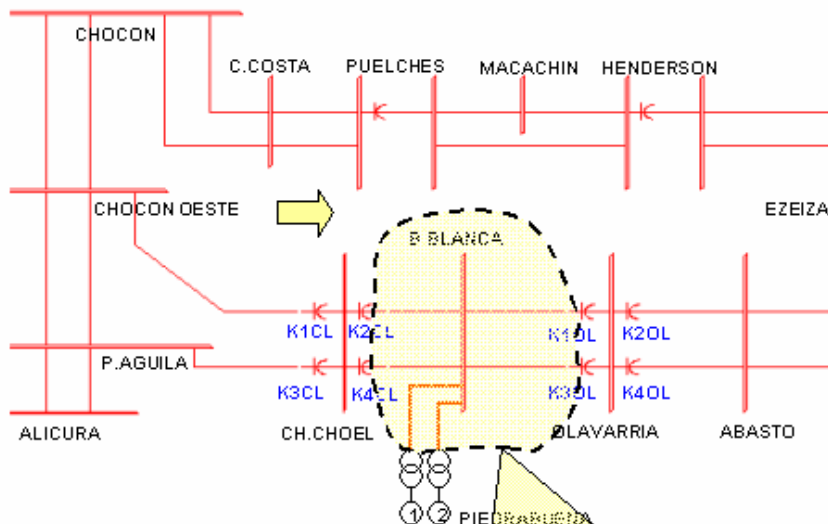 CHOCON
C.COSTA
PUELCHES
MACACHIN
HENDERSON
CHOCON OESTE
EZEIZA
B.BLANCA
K1CL
K2CL
K1OL
K2OL
P.AGUILA
K3CL
K4CL
K3OL
K4OL
ALICURA
CH.CHOEL
OLAVARRIA
ABASTO
1
2
PIEDRABUENA